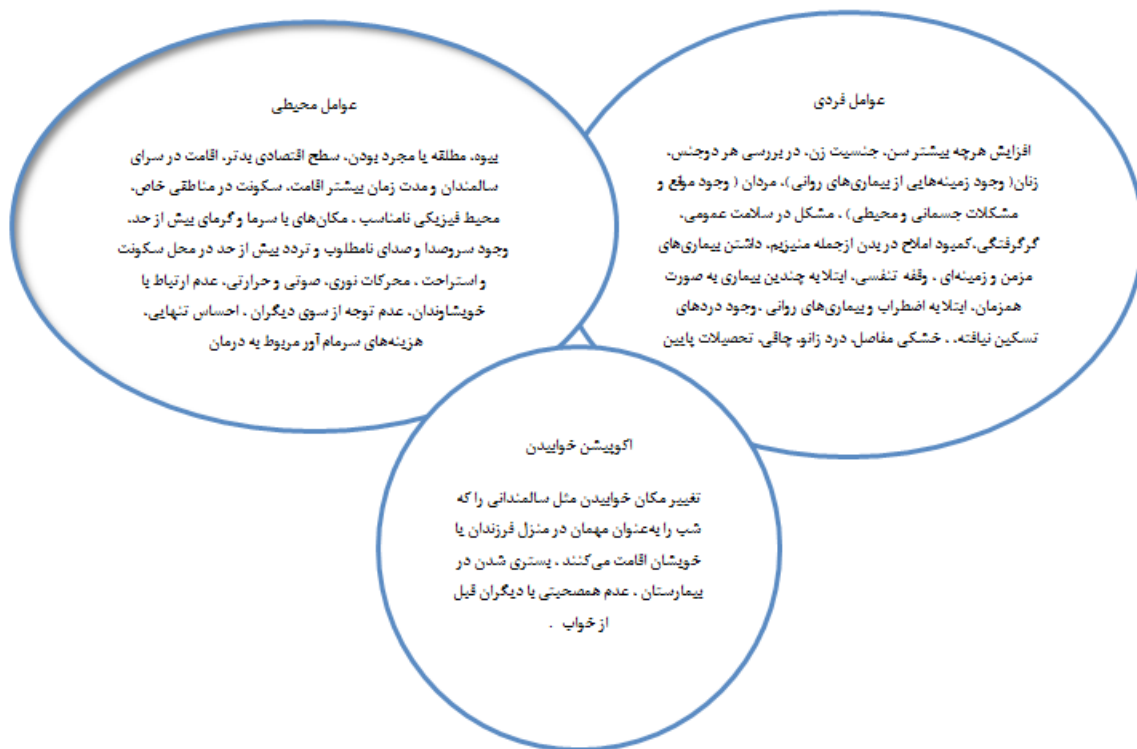 عوامل فردی
افزایش هرچه بیشتر سن، جنسیت زن، در بررسی هر دوجنس،
زنان( وجود زمینه‌هایی از بیماری‌های روانی)، مردان ( وجود موانع و
مشکلات جسمانی و محیطی) ، مشکل در سلامت عمومی،
گرگرفتگی،کمبود املاح در بدن ازجمله منیزیم، داشتن بیماری‌های
مزمن و زمینه‌ای ، وقفه تنفسی، ابتلا به چندین بیماری به صورت
همزمان، ابتلا به اضطراب و بیماری‌های روانی ،وجود دردهای
تسکین نیافته، ، خشکی مفاصل، درد زانو، چاقی، تحصیلات پایین
عوامل محیطی
بیوه، مطلقه یا مجرد بودن، سطح اقتصادی بدتر، اقامت در سرای
سالمندان و مدت زمان بیشتر اقامت، سکونت در مناطقی خاص،
محیط فیزیکی نامناسب ، مکان‌های با سرما و گرمای بیش از حد،
وجود سروصدا و صدای نامطلوب و تردد بیش از حد در محل سکونت
و استراحت ، محرکات نوری، صوتی و حرارتی، عدم ارتباط با
خویشاوندان، عدم توجه از سوی دیگران ، احساس تنهایی،
هزینه‌های سرمام آور مربوط به درمان
اکوپیشن خوابیدن
تغییر مکان خوابیدن مثل سالمندانی را که
شب را به‌عنوان مهمان در منزل فرزندان یا
خویشان اقامت می‌کنند ، بستری شدن در
بیمارستان ، عدم همصحبتی با دیگران قبل
از خواب .